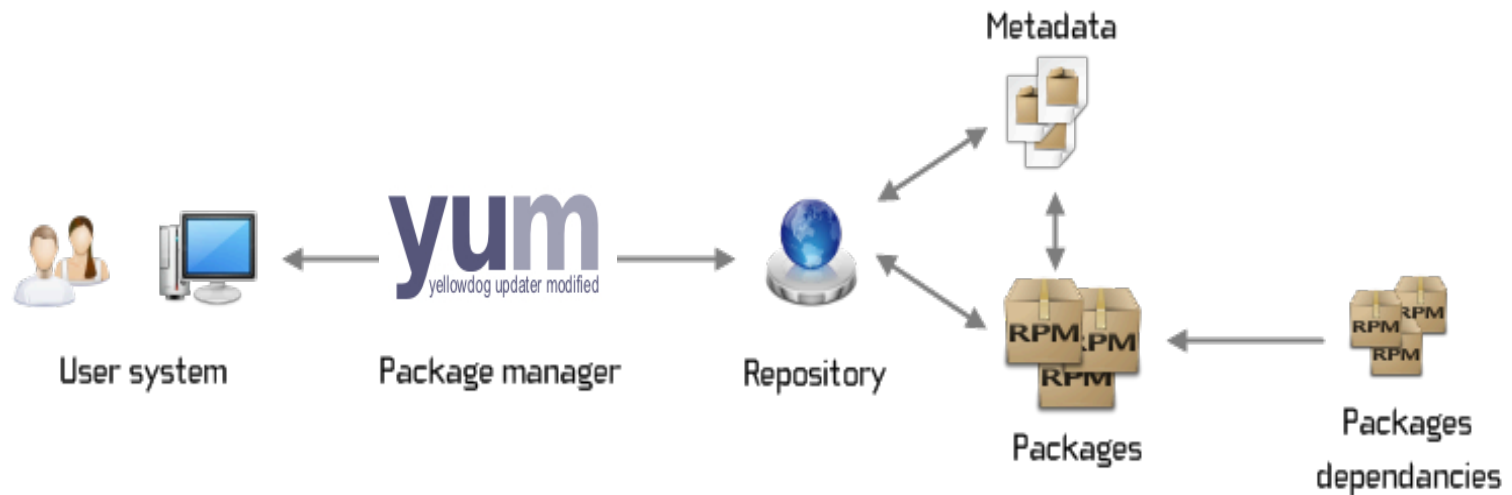 Metadata
yum
yellowdog updater modified
RPM
RPM
RPM
RPM
RPM
RPM
User system
Package manager
Repository
Packages
Packages
dependancies